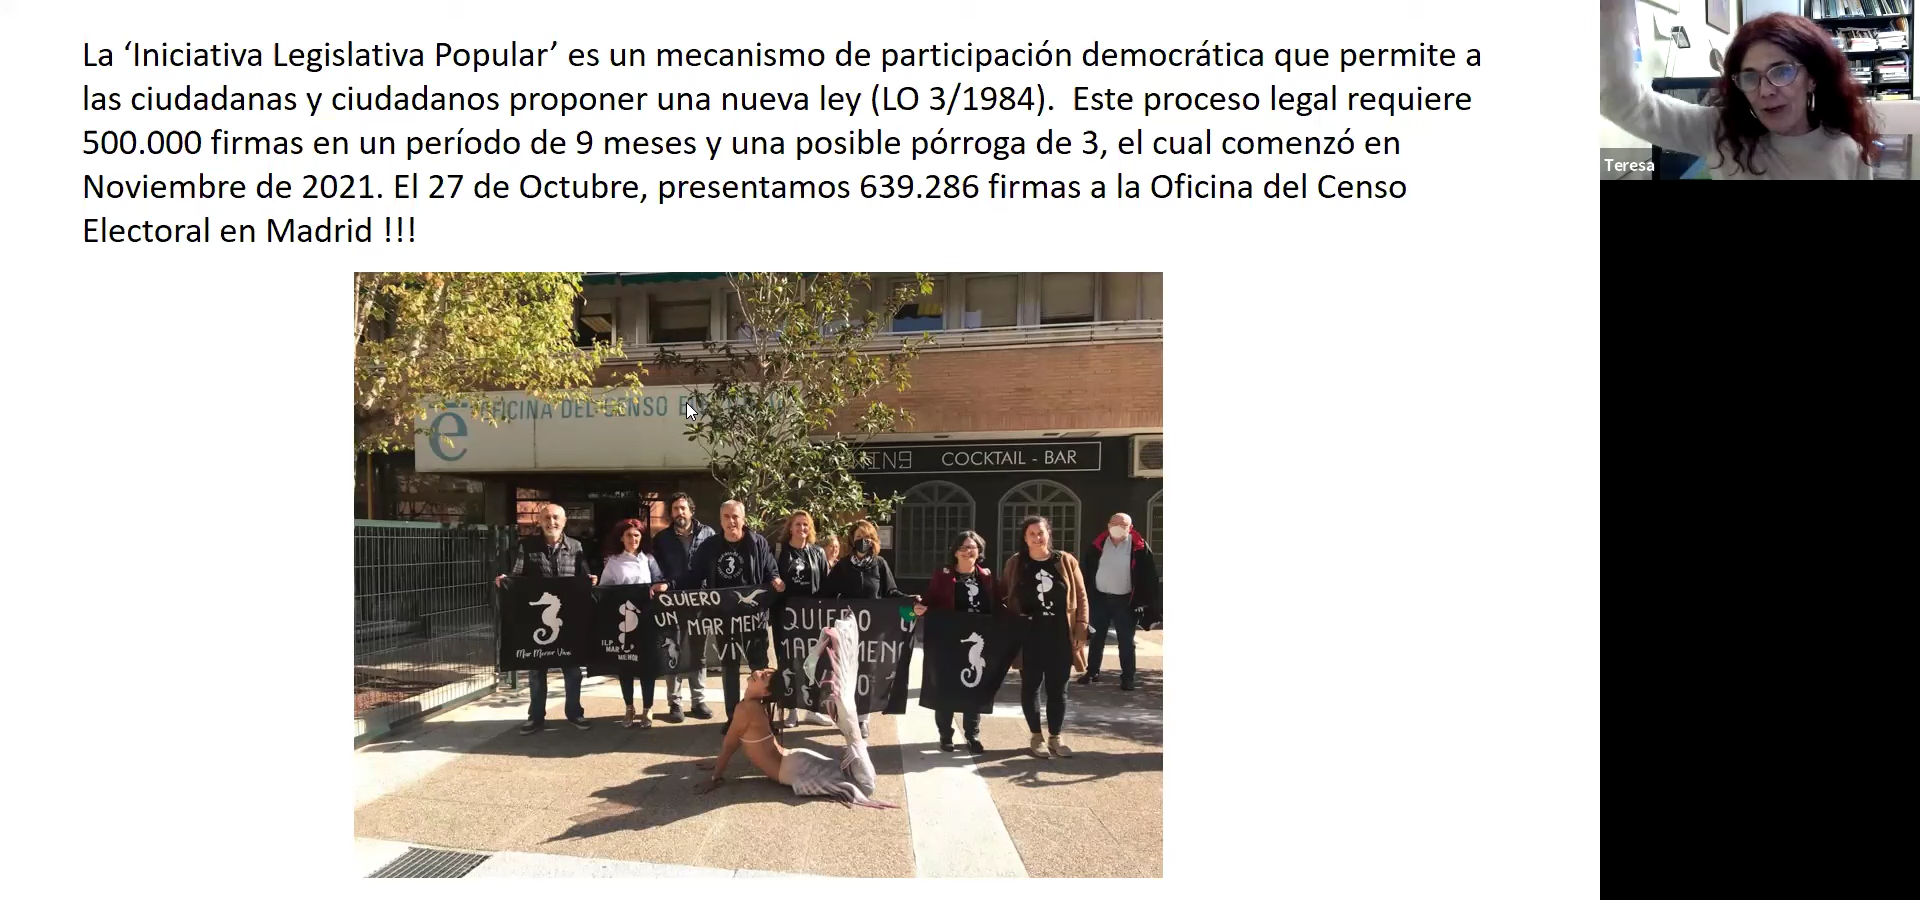 La ‘Iniciativa Legislativa Popular’ es un mecanismo de participación democrática que permite a
las ciudadanas y ciudadanos proponer una nueva ley (LO 3/1984).  Este proceso legal requiere
500.000 firmas en un período de 9 meses y una posible pórroga de 3, el cual comenzó en
Noviembre de 2021. El 27 de Octubre, presentamos 639.286 firmas a la Oficina del Censo
Electoral en Madrid !!!
Teresa
OFICINA DEL CENSO
COCKTAIL - BAR
Mar Menor Vivo
ILP
MAR
MENOR
QUIERO
UN MAR MEN
VIV
QUIERO
MAR MEN